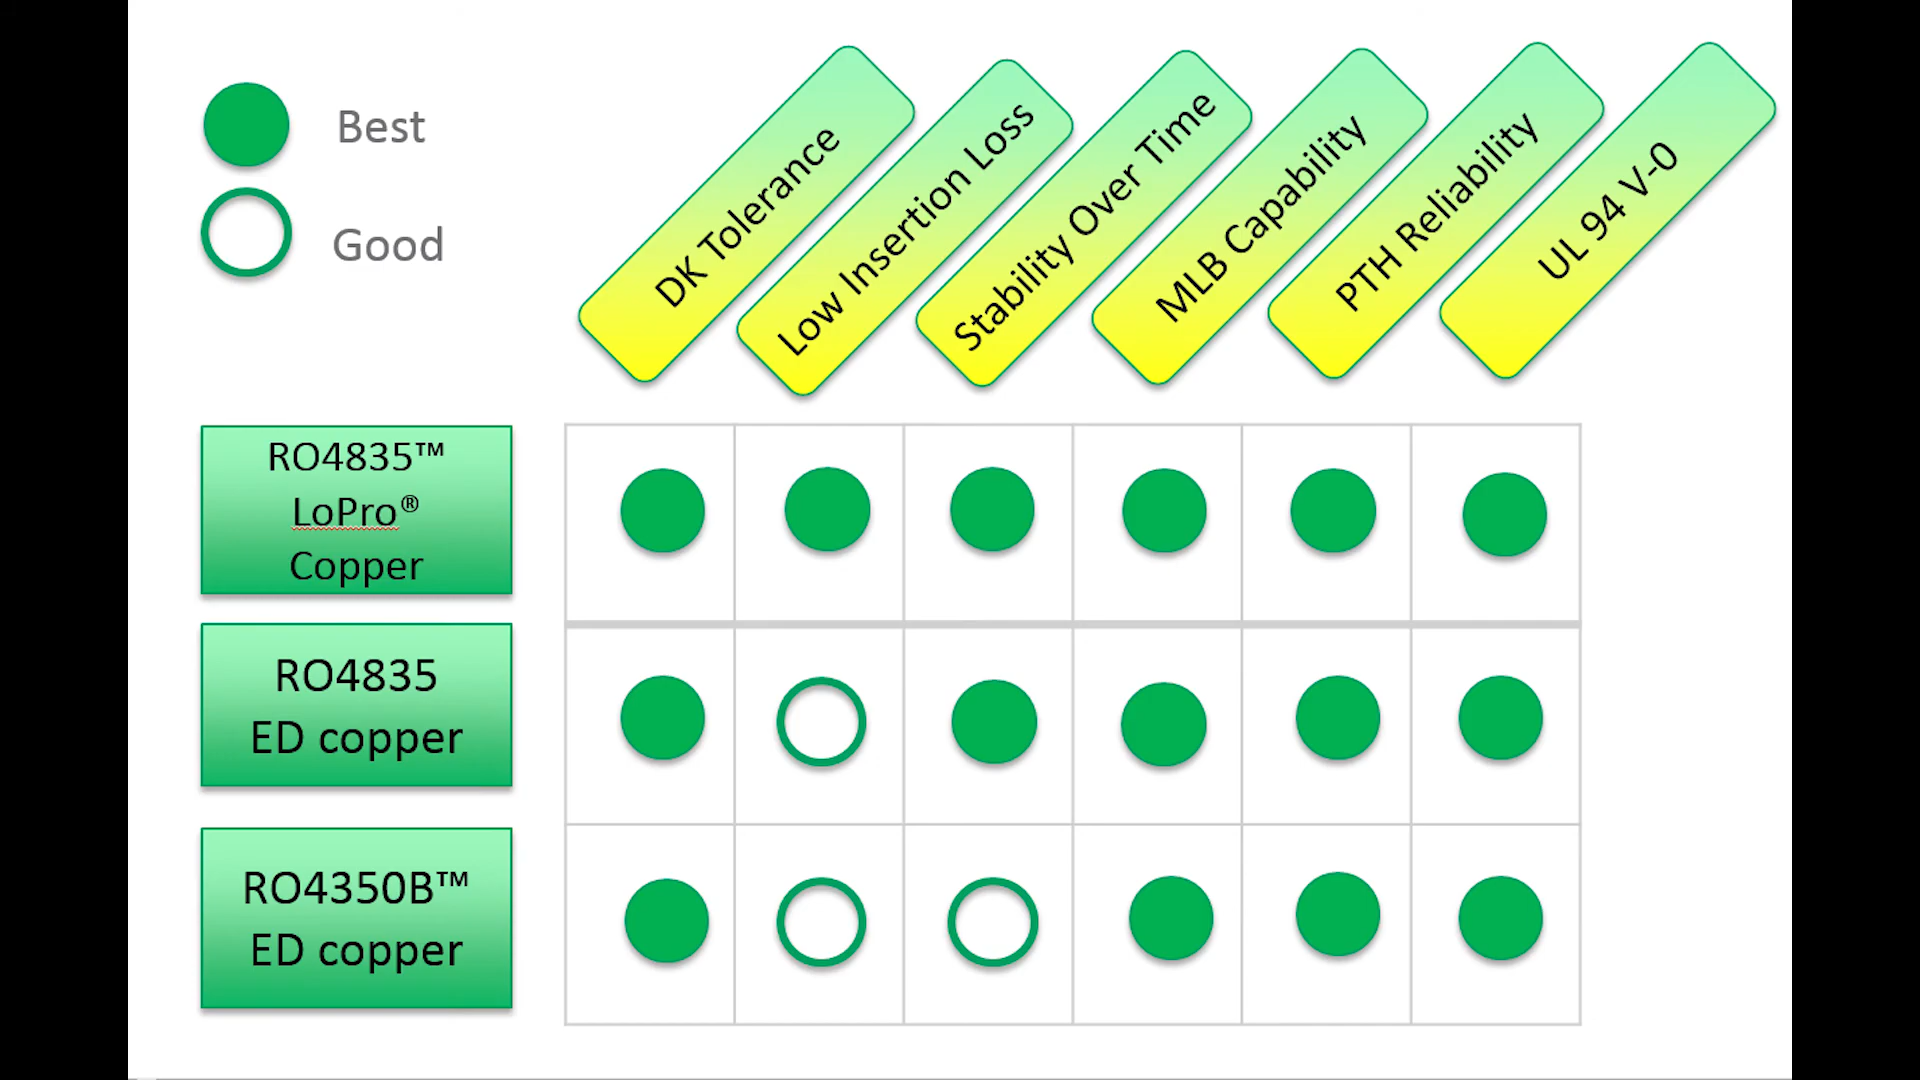 Best
Good
DK Tolerance
Low Insertion Loss
Stability Over Time
MLB Capability
PTH Reliability
UL 94 V-0
RO4835™
LoPro®
Copper
RO4835
ED copper
RO4350B™
ED copper